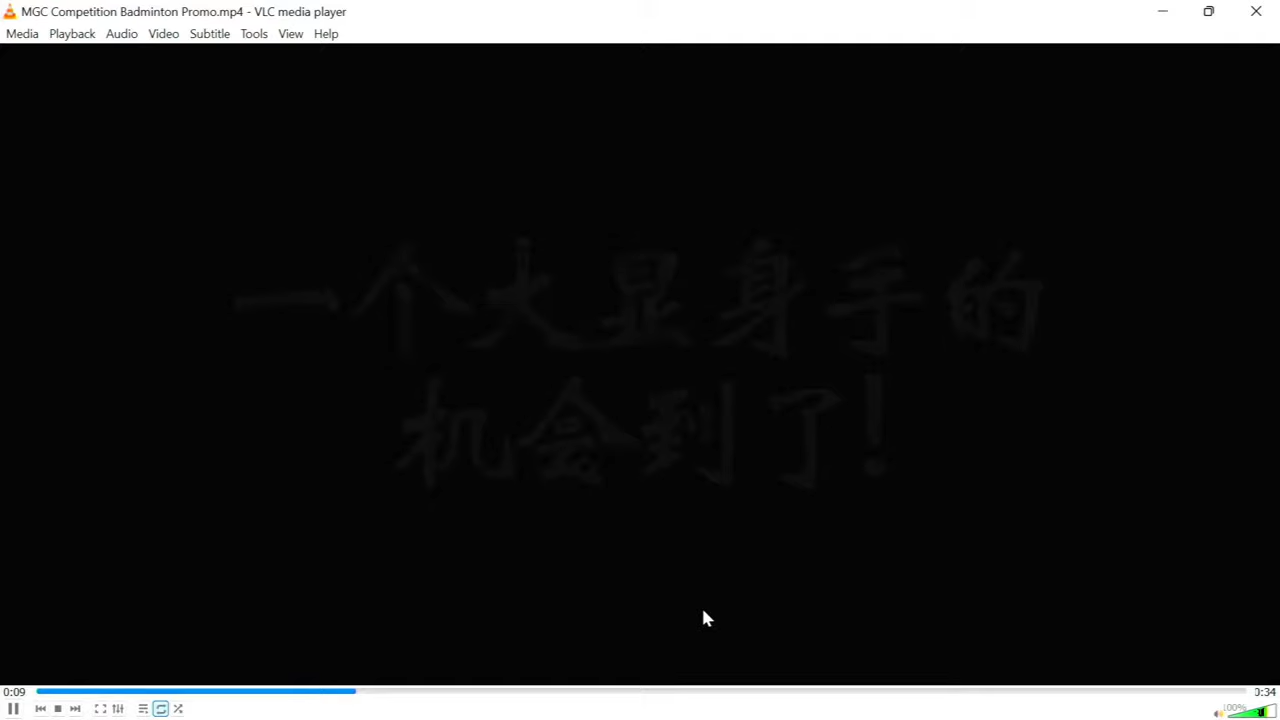 MGC Competition Badminton Promo.mp4 - VLC media player
Media Playback Audio Video Subtitle Tools View Help
一个大显身手的
机会到了!
0:09
0:34
100%